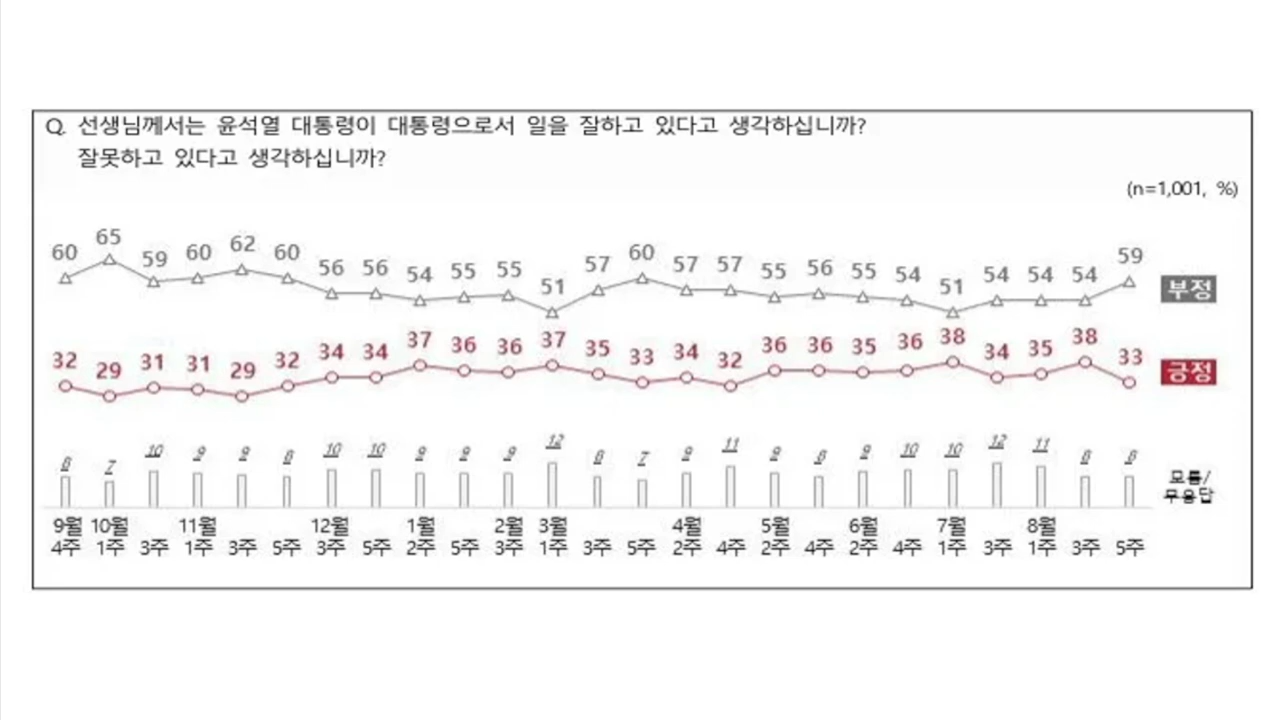 Q. 선생님께서는 윤석열 대통령이 대통령으로서 일을 잘하고 있다고 생각하십니까?
잘못하고 있다고 생각하십니까?
(n=1,001, %)
60 65 59 60 62 60 56 56 54 55 55 51 57 60 57 57 55 56 55 54 51 54 54 54 59
부정
32 29 31 31 29 32 34 34 37 36 36 37 35 33 34 32 36 36 35 36 38 34 35 38 33
긍정
8 7 10 9 9 8 10 10 9 9 9 12 8 7 9 11 9 8 9 10 10 12 11 8 8
모름/
무응답
9월 10월 11월 12월 1월 2월 3월 4월 5월 6월 7월 8월
4주 1주 3주 1주 3주 5주 3주 5주 2주 5주 3주 1주 3주 5주 2주 4주 2주 4주 2주 4주 1주 3주 1주 3주 5주